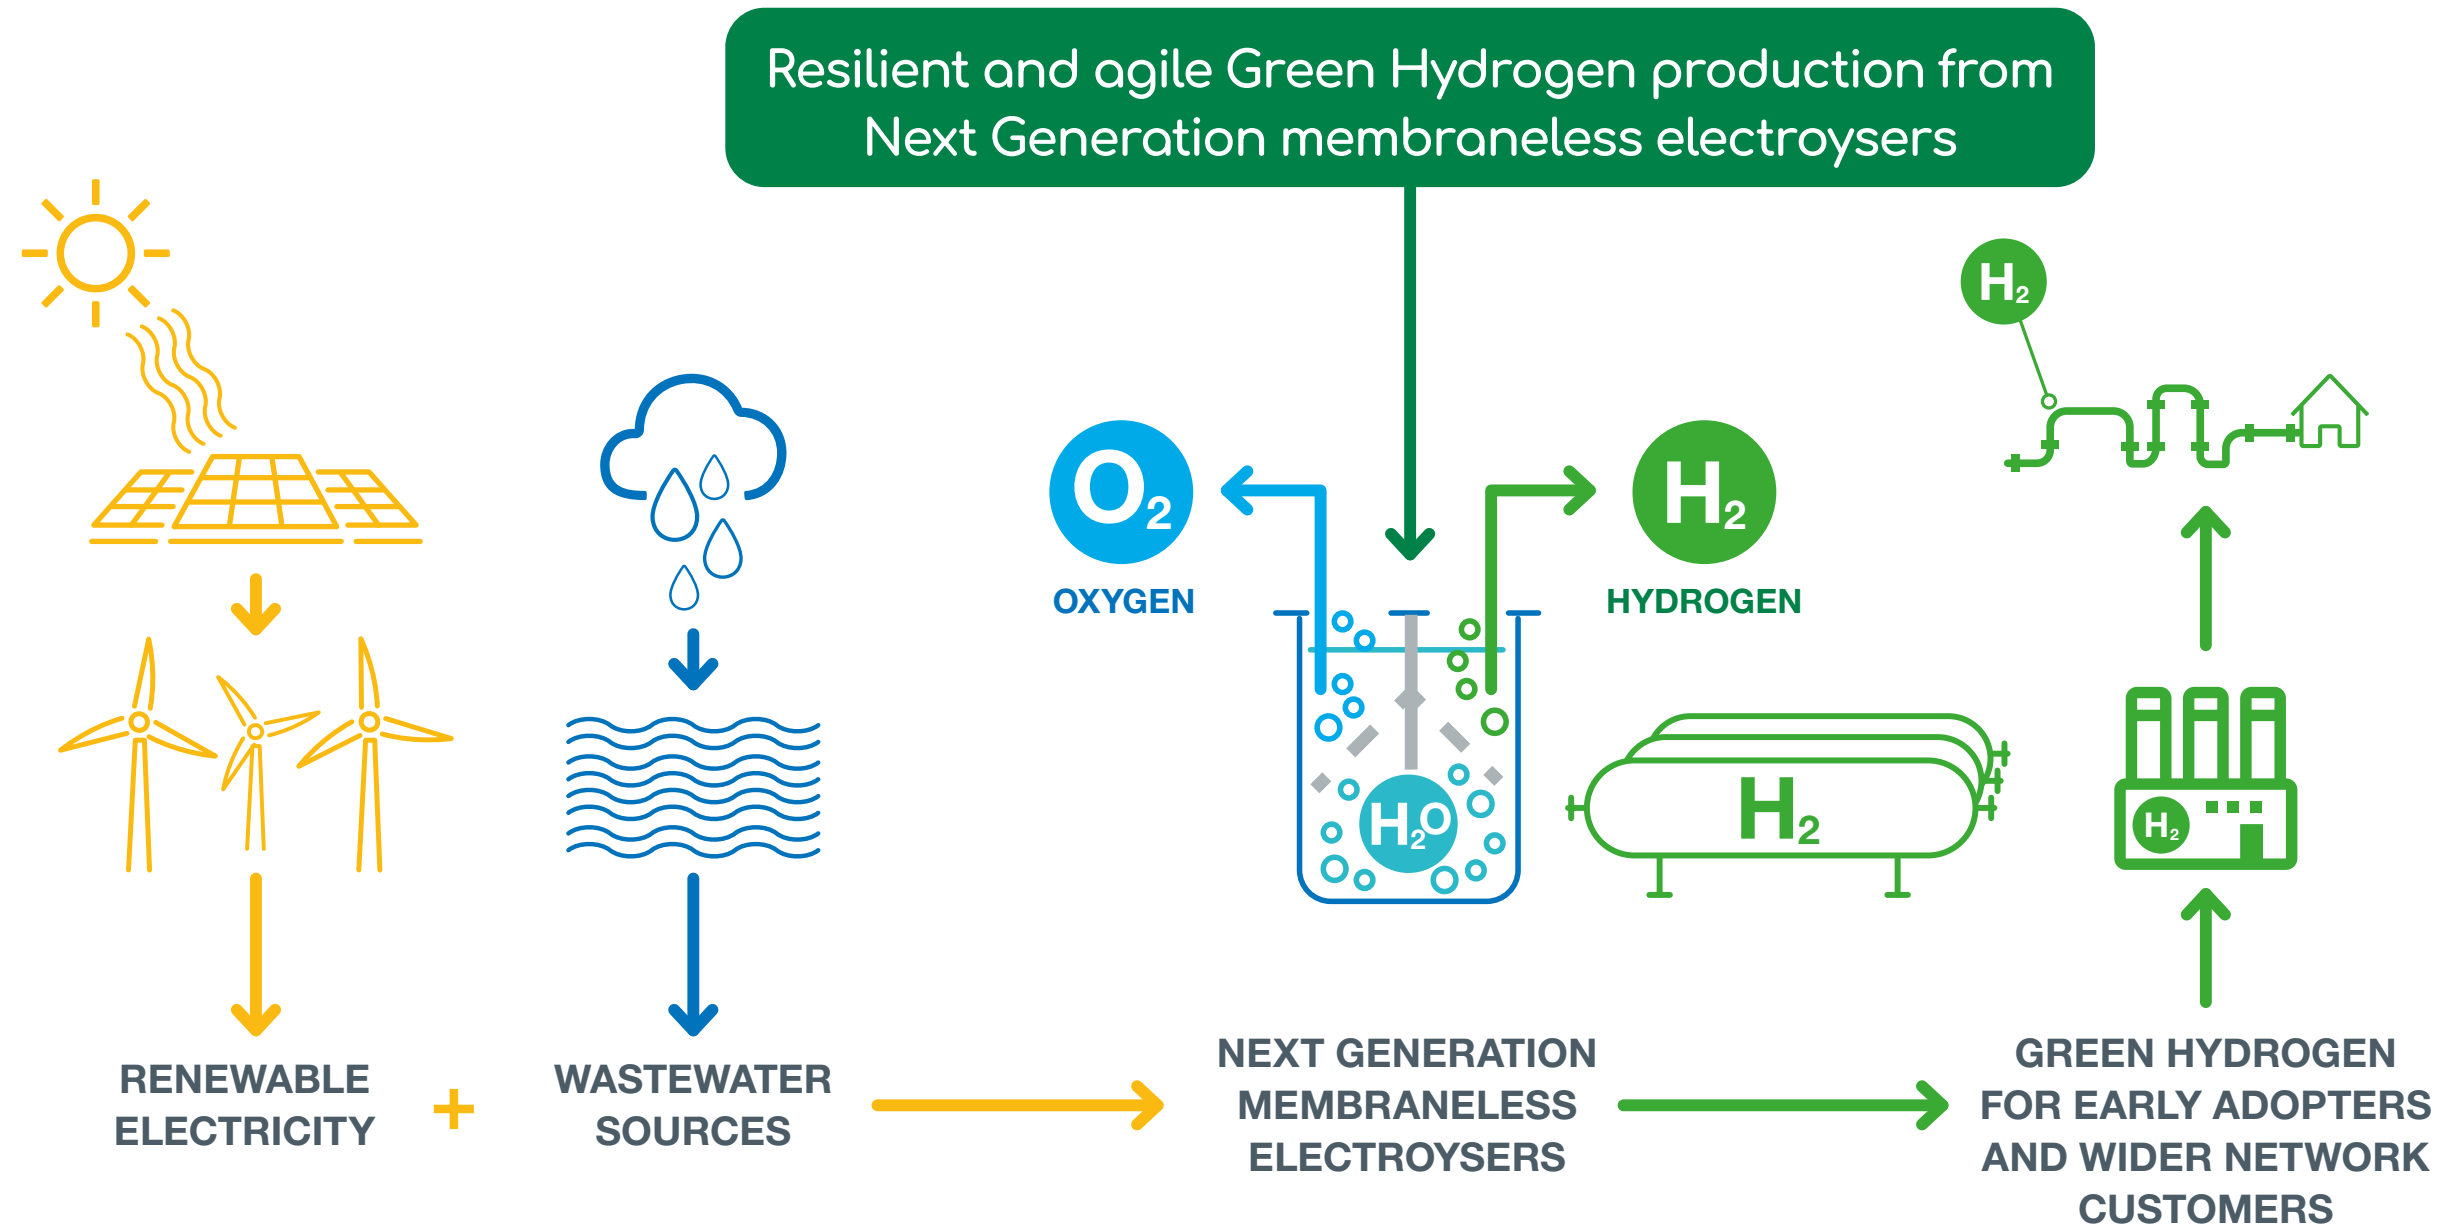 Resilient and agile Green Hydrogen production from
Next Generation membraneless electroysers
H2
O2
H2
OXYGEN
HYDROGEN
H2O
H2
H2
RENEWABLE
ELECTRICITY
+
WASTEWATER
SOURCES
NEXT GENERATION
MEMBRANELESS
ELECTROYSERS
GREEN HYDROGEN
FOR EARLY ADOPTERS
AND WIDER NETWORK
CUSTOMERS